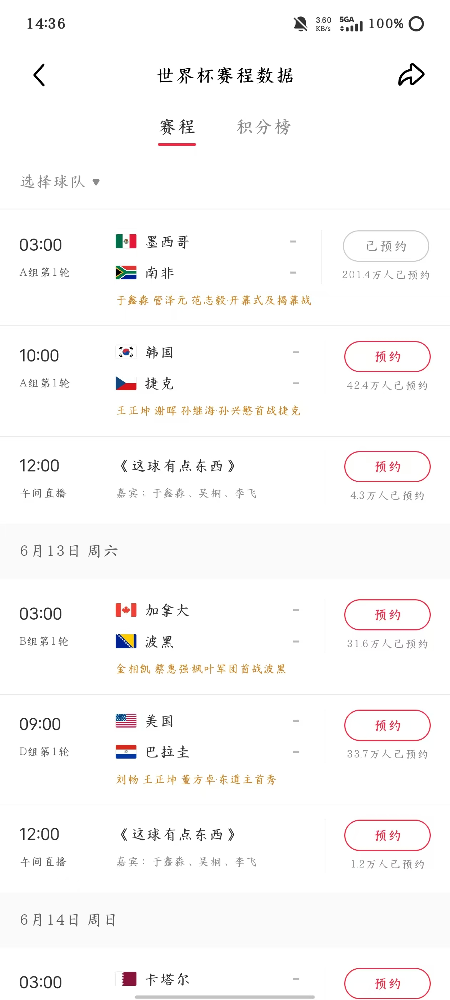 14:36
3.60 KB/s 5GA 100%
世界杯赛程数据
赛程 积分榜
选择球队 ▼
03:00 墨西哥 - 已预约
A组第1轮 南非 - 201.4万人已预约
于鑫淼 管泽元 范志毅·开幕式及揭幕战
10:00 韩国 - 预约
A组第1轮 捷克 - 42.4万人已预约
王正坤 谢晖 孙继海·孙兴慜首战捷克
12:00 《这球有点东西》 预约
午间直播 嘉宾：于鑫淼、吴桐、李飞 4.3万人已预约
6月13日 周六
03:00 加拿大 - 预约
B组第1轮 波黑 - 31.6万人已预约
金相凯 蔡惠强·枫叶军团首战波黑
09:00 美国 - 预约
D组第1轮 巴拉圭 - 33.7万人已预约
刘畅 王正坤 董方卓·东道主首秀
12:00 《这球有点东西》 预约
午间直播 嘉宾：于鑫淼、吴桐、李飞 1.2万人已预约
6月14日 周日
03:00 卡塔尔 - 预约